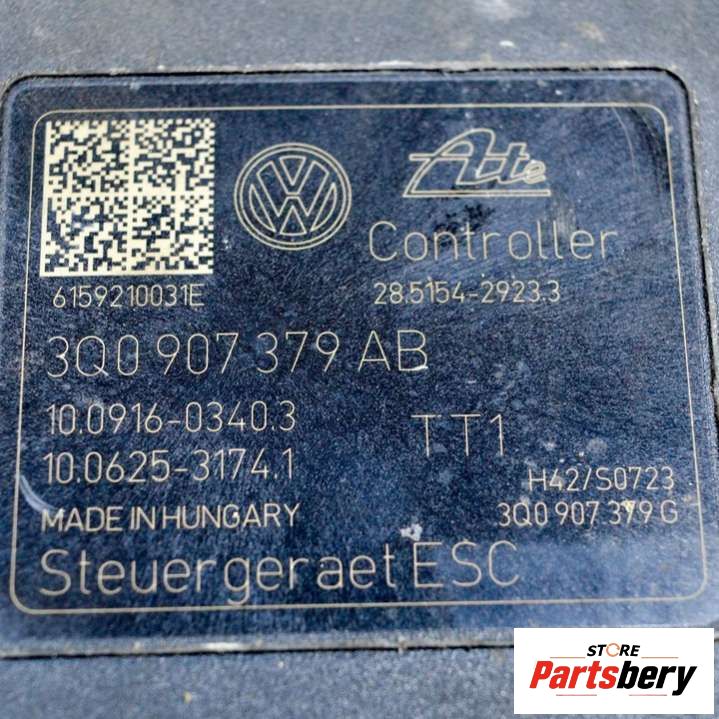 Ate
Controller
6159210031E
28.5154-2923.3
3Q0 907 379 AB
10.0916-0340.3
TT1
10.0625-3174.1
H42/S0723
MADE IN HUNGARY
3Q0 907 379 G
Steuergeraet ESC
STORE
Partsbery